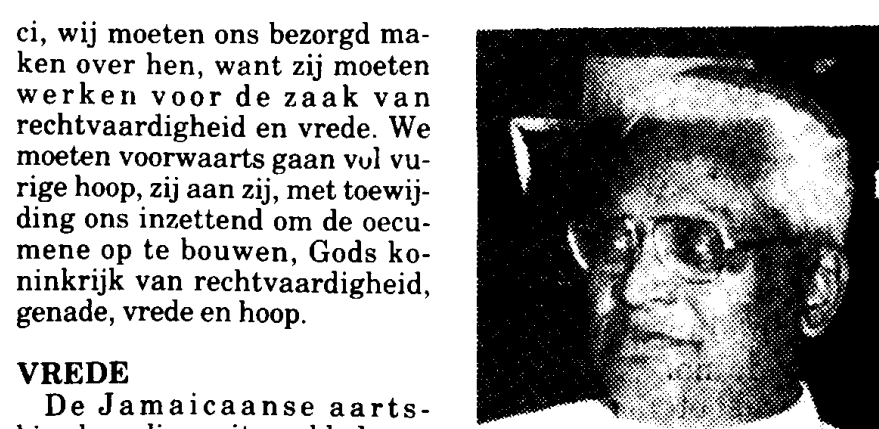 ci, wij moeten ons bezorgd ma-
ken over hen, want zij moeten
werken voor de zaak van
rechtvaardigheid en vrede. We
moeten voorwaarts gaan vol vu-
rige hoop, zij aan zij, met toewij-
ding ons inzettend om de oecu-
mene op te bouwen, Gods ko-
ninkrijk van rechtvaardigheid,
genade, vrede en hoop.
VREDE
De Jamaicaanse aarts-